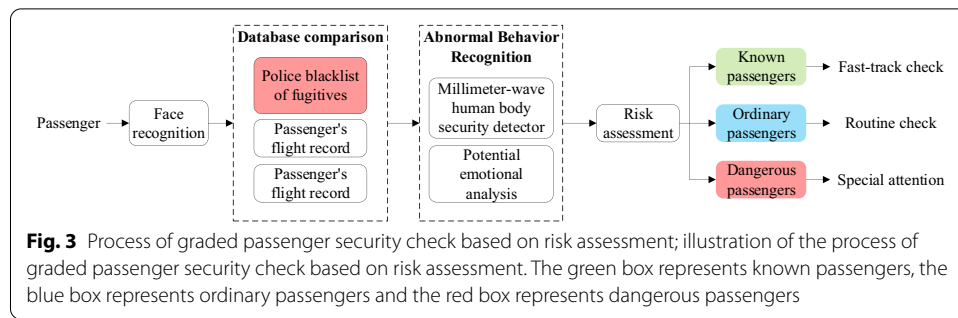 Database comparison
Police blacklist
of fugitives
Passenger's
flight record
Passenger's
flight record
Abnormal Behavior
Recognition
Millimeter-wave
human body
security detector
Potential
emotional
analysis
Passenger
Face
recognition
Risk
assessment
Known
passengers
Fast-track check
Ordinary
passengers
Routine check
Dangerous
passengers
Special attention
Fig. 3 Process of graded passenger security check based on risk assessment; illustration of the process of
graded passenger security check based on risk assessment. The green box represents known passengers, the
blue box represents ordinary passengers and the red box represents dangerous passengers